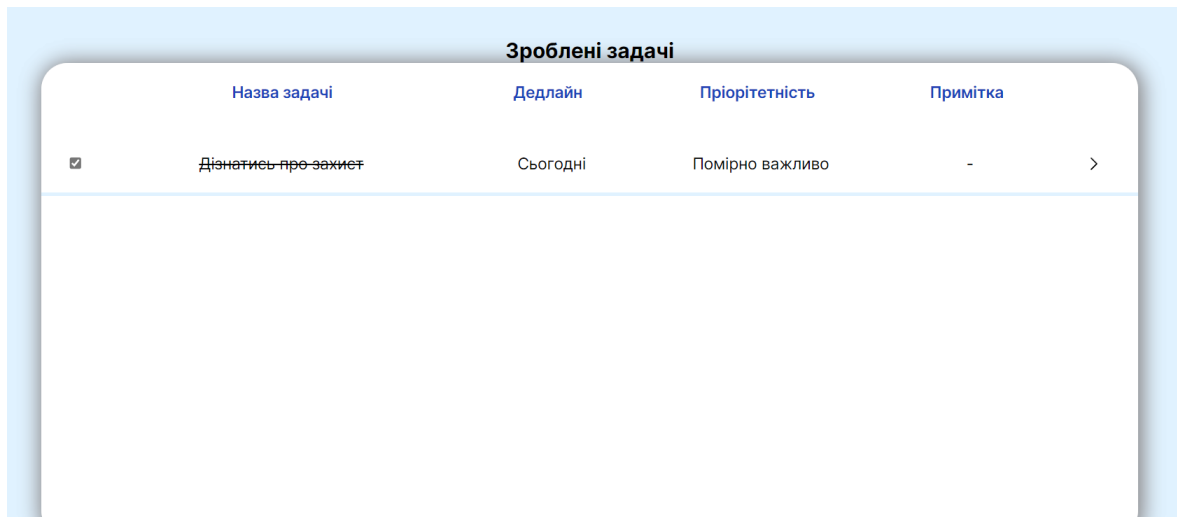 Зроблені задачі
Назва задачі Дедлайн Пріорітетність Примітка
Дізнатись про захист Сьогодні Помірно важливо -